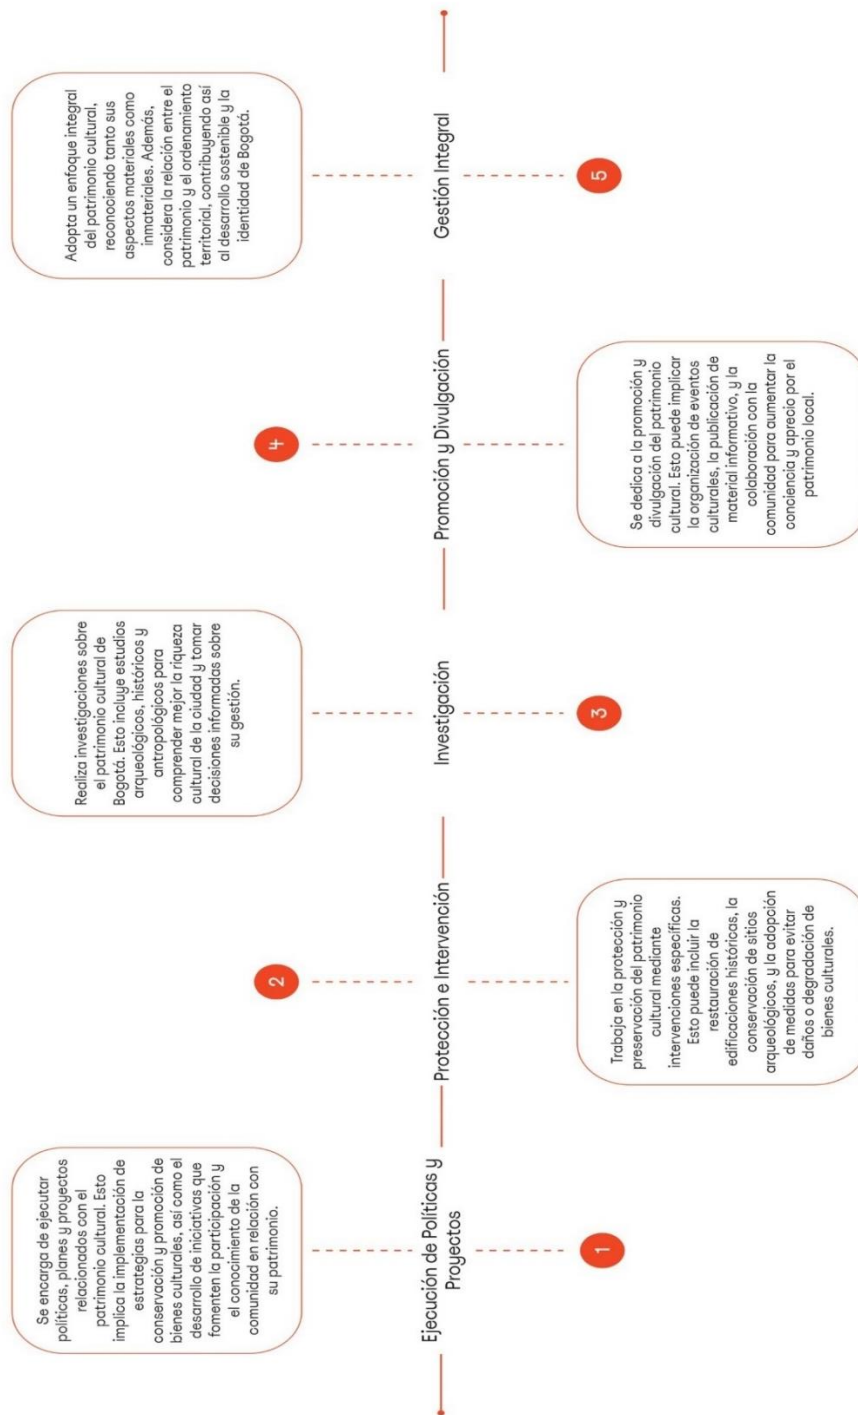 Se encarga de ejecutar
políticas, planes y proyectos
relacionados con el
patrimonio cultural. Esto
implica la implementación de
estrategias para la
conservación y promoción de
bienes culturales, así como el
desarrollo de iniciativas que
fomenten la participación y
el conocimiento de la
comunidad en relación con
su patrimonio.
Ejecución de Políticas y
Proyectos
1
2
Protección e Intervención
Trabaja en la protección y
preservación del patrimonio
cultural mediante
intervenciones específicas.
Esto puede incluir la
restauración de
edificaciones históricas, la
conservación de sitios
arqueológicos, y la adopción
de medidas para evitar
daños o degradación de
bienes culturales.
Realiza investigaciones sobre
el patrimonio cultural de
Bogotá. Esto incluye estudios
arqueológicos, históricos y
antropológicos para
comprender mejor la riqueza
cultural de la ciudad y tomar
decisiones informadas sobre
su gestión.
Investigación
3
4
Promoción y Divulgación
Se dedica a la promoción y
divulgación del patrimonio
cultural. Esto puede implicar
la organización de eventos
culturales, la publicación de
material informativo, y la
colaboración con la
comunidad para aumentar la
conciencia y aprecio por el
patrimonio local.
Adopta un enfoque integral
del patrimonio cultural,
reconociendo tanto sus
aspectos materiales como
inmateriales. Además,
considera la relación entre el
patrimonio y el ordenamiento
territorial, contribuyendo así
al desarrollo sostenible y la
identidad de Bogotá.
Gestión Integral
5